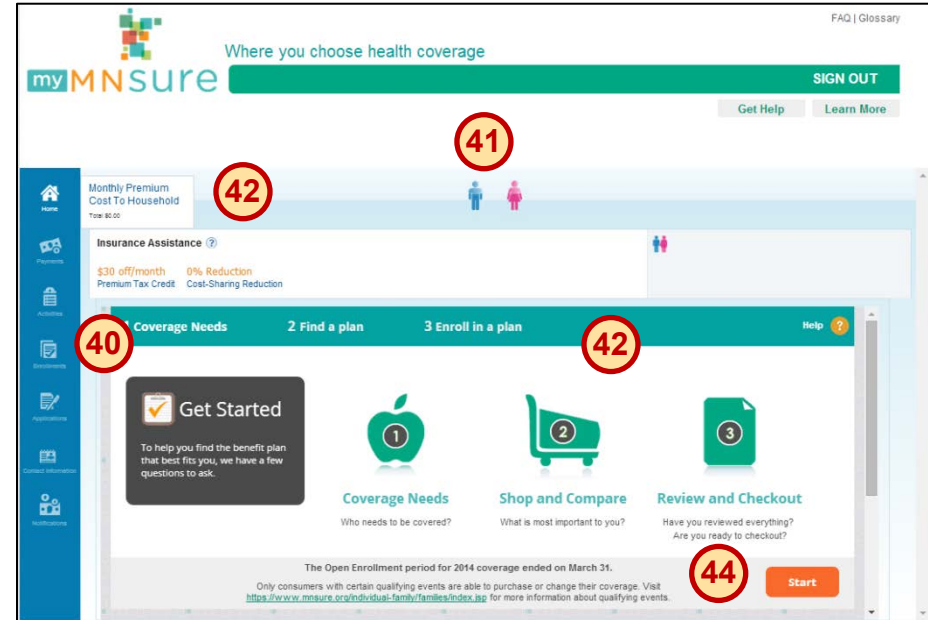 FAQ | Glossary
Where you choose health coverage
my MNsure
SIGN OUT
Get Help Learn More
41
Home
Monthly Premium
Cost To Household
Total $0.00
42
Payments
Insurance Assistance ?
$30 off/month 0% Reduction
Premium Tax Credit Cost-Sharing Reduction
Activities
40
Coverage Needs 2 Find a plan 3 Enroll in a plan
42
Help ?
Enrollments
Applications
Contact Information
Notifications
Get Started
To help you find the benefit plan
that best fits you, we have a few
questions to ask.
1
Coverage Needs
Who needs to be covered?
2
Shop and Compare
What is most important to you?
3
Review and Checkout
Have you reviewed everything?
Are you ready to checkout?
The Open Enrollment period for 2014 coverage ended on March 31.
Only consumers with certain qualifying events are able to purchase or change their coverage. Visit
https://www.mnsure.org/individual-family/families/index.jsp for more information about qualifying events.
44
Start